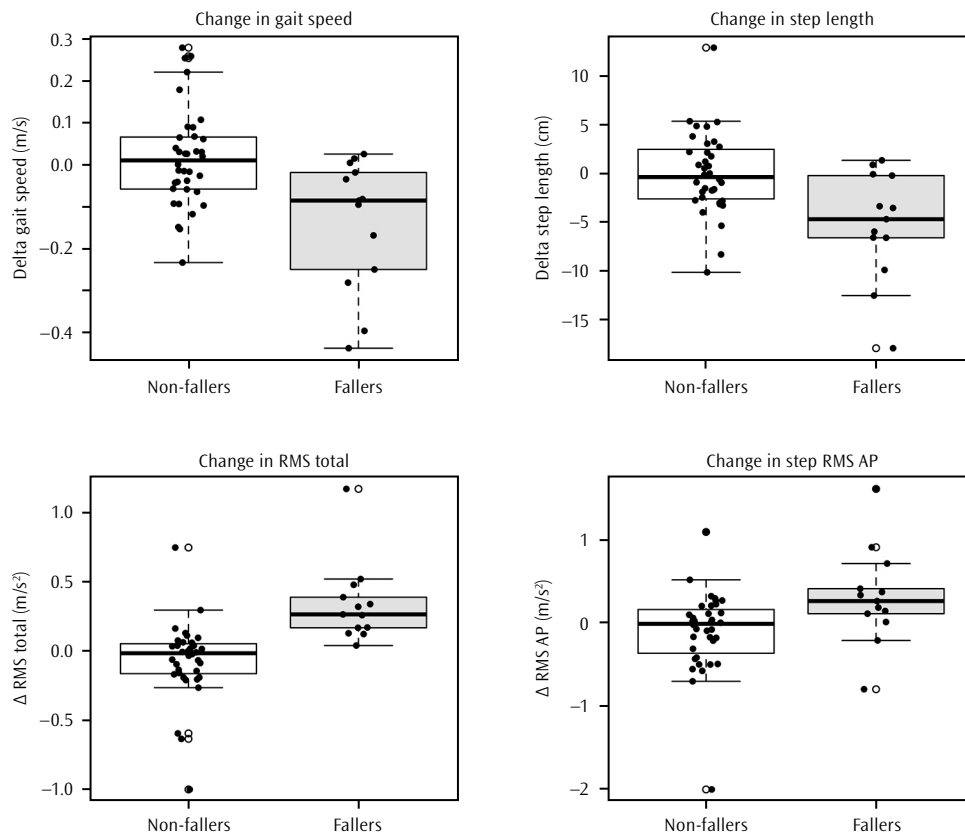 Change in gait speed
Delta gait speed (m/s)
0.3
0.2
0.1
0.0
−0.2
−0.4
Non-fallers
Fallers
Change in step length
Delta step length (cm)
10
5
0
−5
−10
−15
Non-fallers
Fallers
Change in RMS total
Δ RMS total (m/s²)
1.0
0.5
0.0
−0.5
−1.0
Non-fallers
Fallers
Change in step RMS AP
Δ RMS AP (m/s²)
1
0
−1
−2
Non-fallers
Fallers